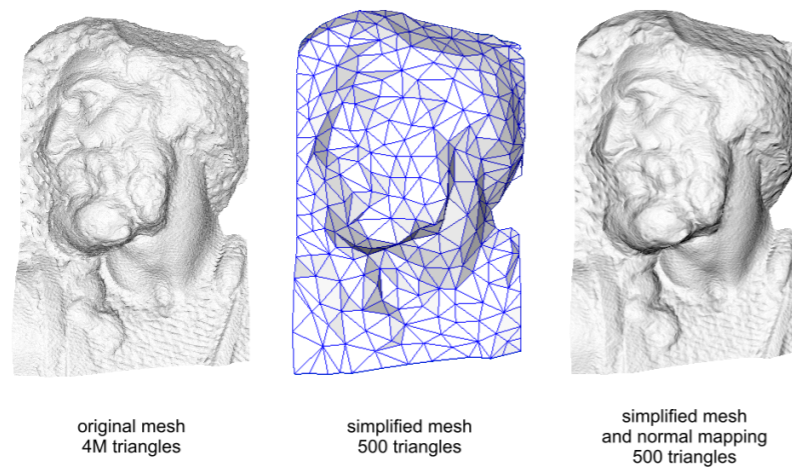 original mesh
4M triangles
simplified mesh
500 triangles
simplified mesh
and normal mapping
500 triangles